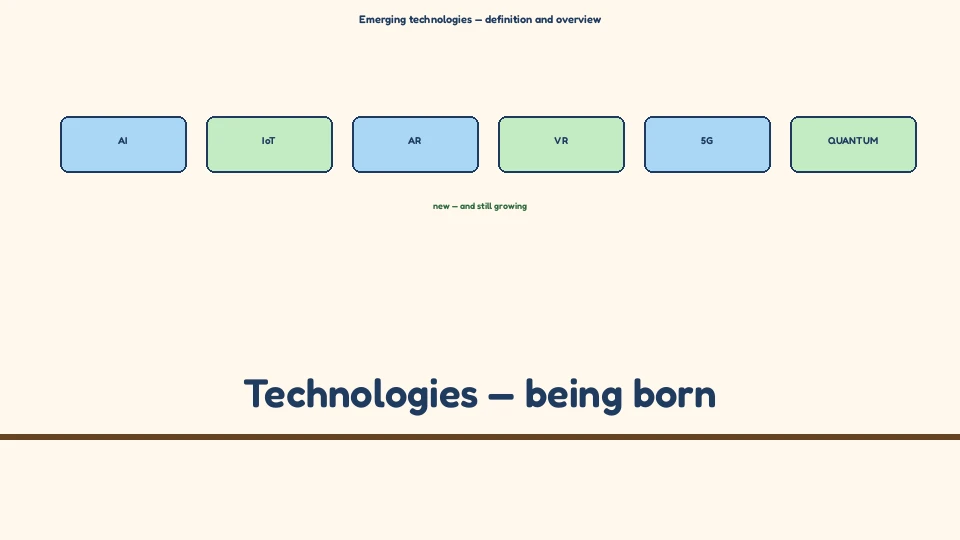 Emerging technologies — definition and overview
AI
IoT
AR
VR
5G
QUANTUM
new — and still growing
Technologies — being born